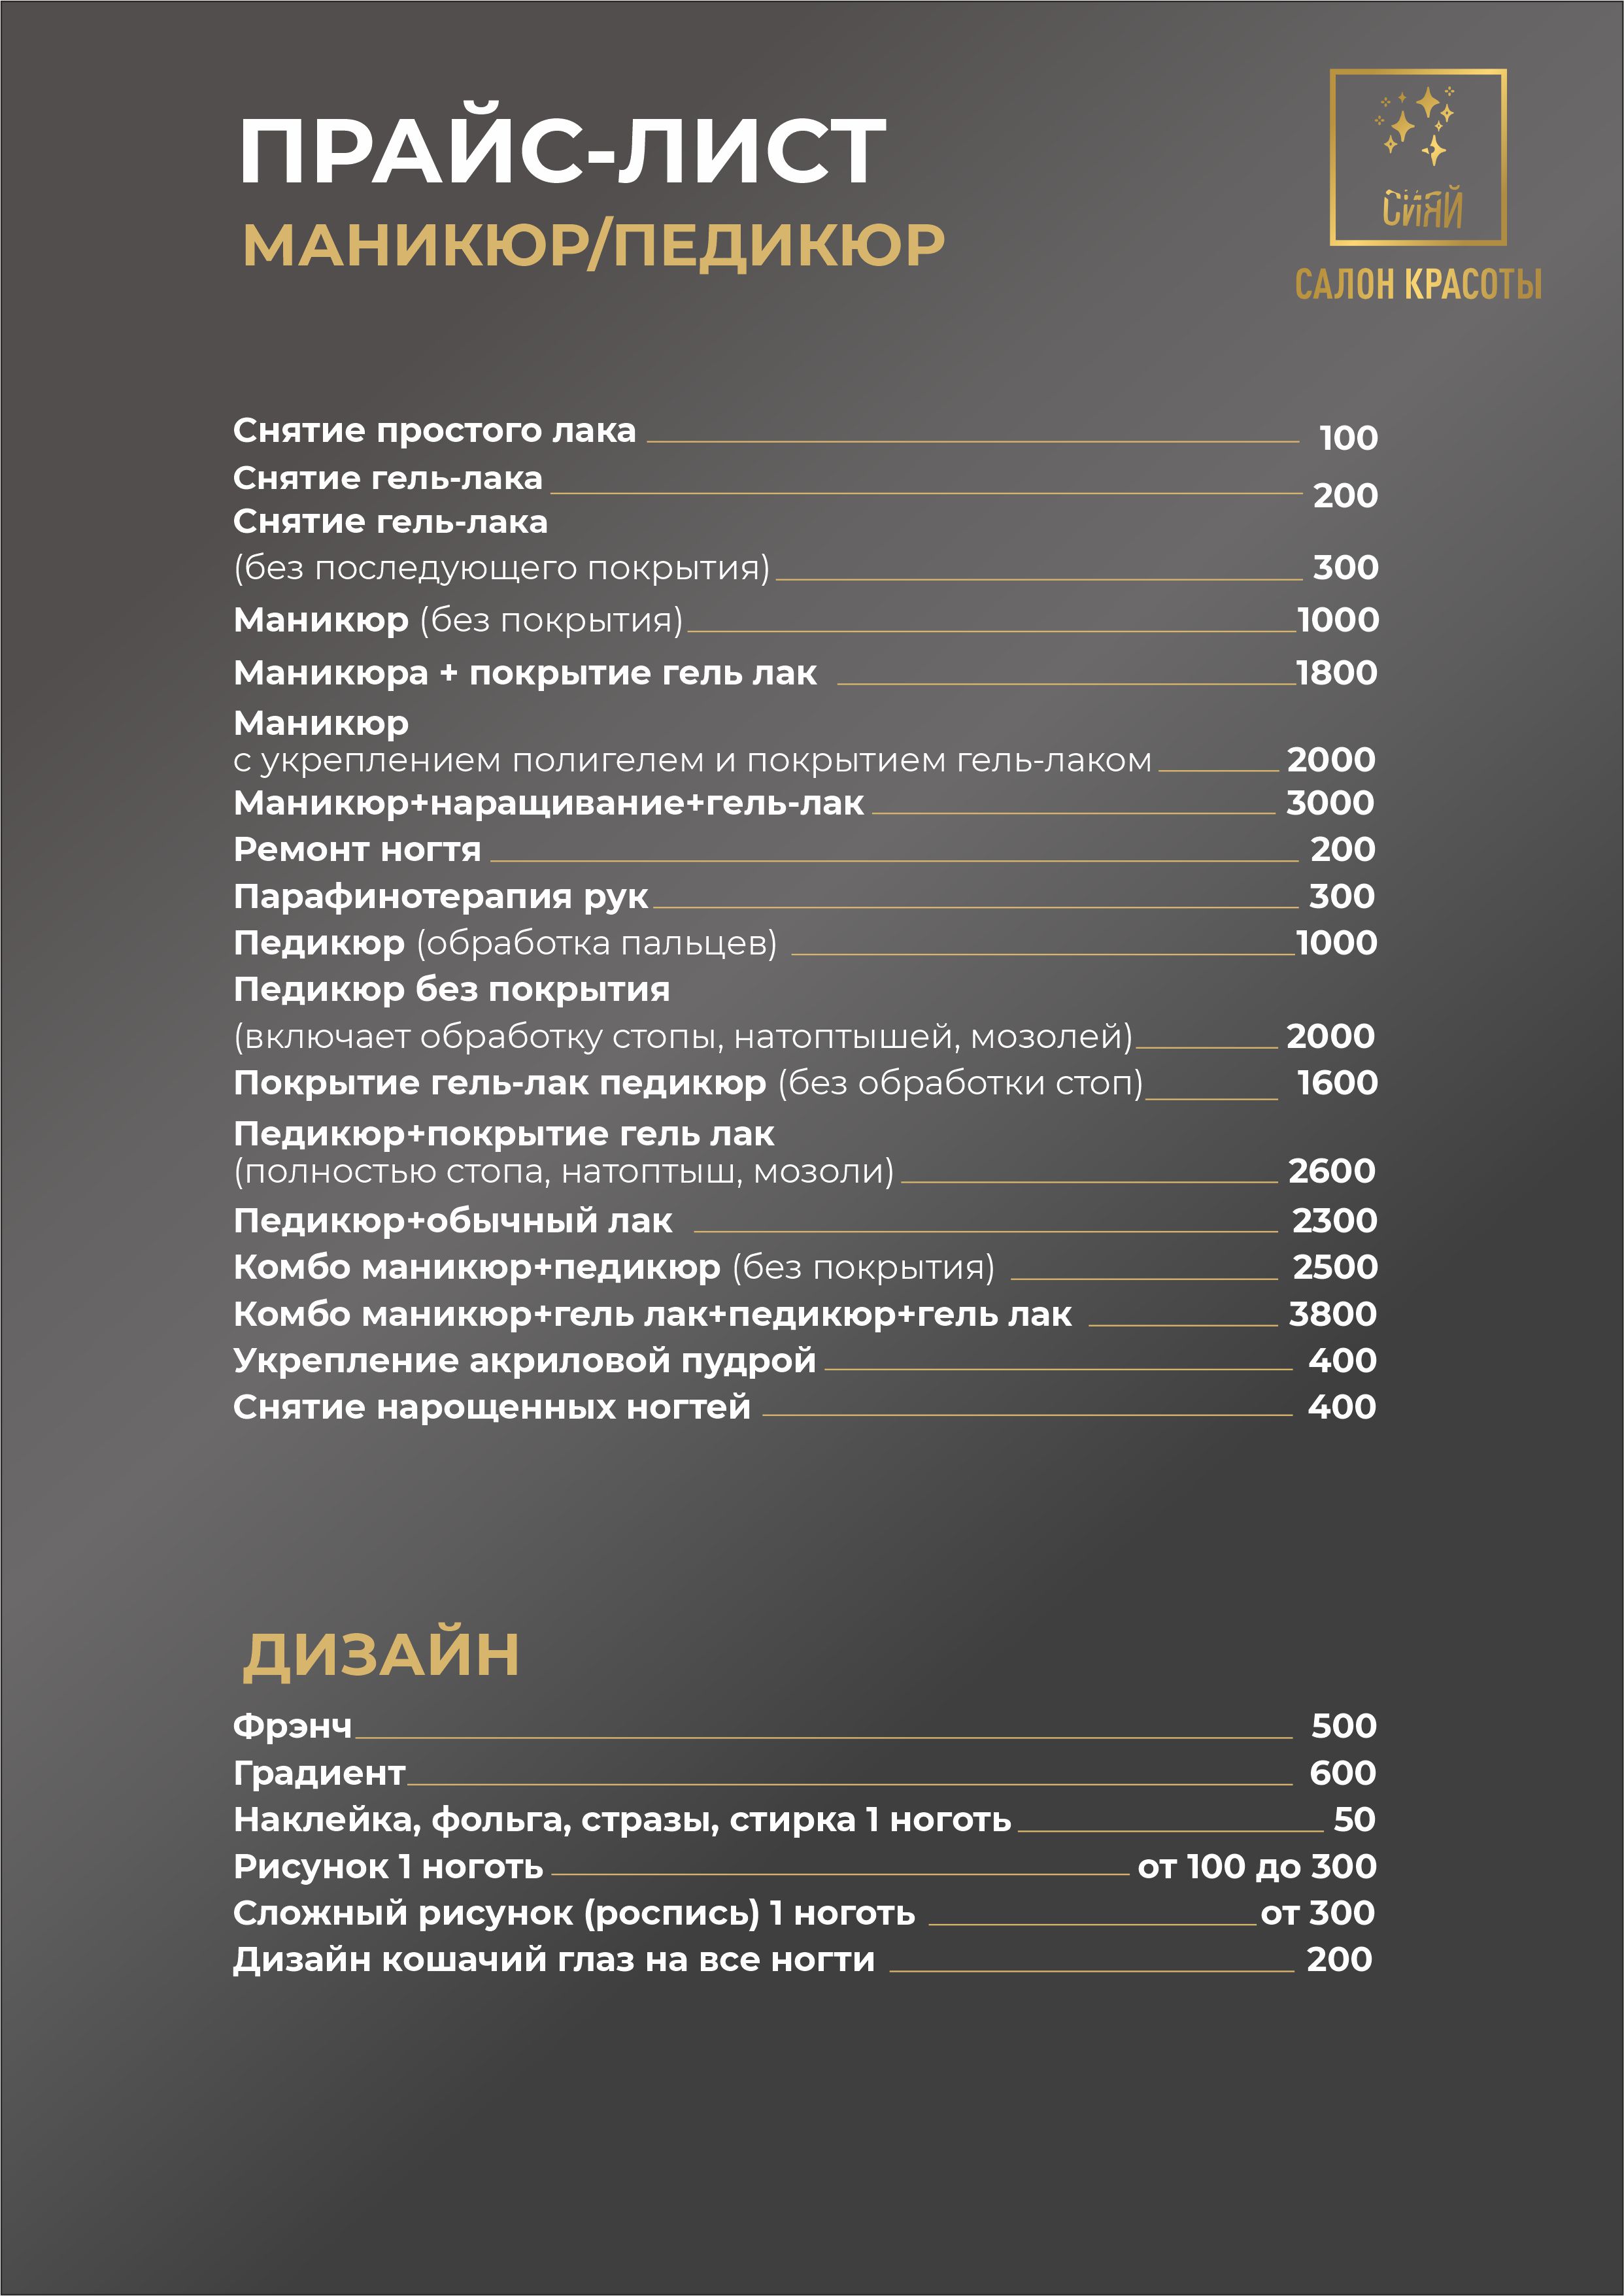 ПРАЙС-ЛИСТ
МАНИКЮР/ПЕДИКЮР
СИЯЙ
САЛОН КРАСОТЫ
Снятие простого лака 100
Снятие гель-лака 200
Снятие гель-лака
(без последующего покрытия) 300
Маникюр (без покрытия) 1000
Маникюра + покрытие гель лак 1800
Маникюр
с укреплением полигелем и покрытием гель-лаком 2000
Маникюр+наращивание+гель-лак 3000
Ремонт ногтя 200
Парафинотерапия рук 300
Педикюр (обработка пальцев) 1000
Педикюр без покрытия
(включает обработку стопы, натоптышей, мозолей) 2000
Покрытие гель-лак педикюр (без обработки стоп) 1600
Педикюр+покрытие гель лак
(полностью стопа, натоптыш, мозоли) 2600
Педикюр+обычный лак 2300
Комбо маникюр+педикюр (без покрытия) 2500
Комбо маникюр+гель лак+педикюр+гель лак 3800
Укрепление акриловой пудрой 400
Снятие нарощенных ногтей 400
ДИЗАЙН
Фрэнч 500
Градиент 600
Наклейка, фольга, стразы, стирка 1 ноготь 50
Рисунок 1 ноготь от 100 до 300
Сложный рисунок (роспись) 1 ноготь от 300
Дизайн кошачий глаз на все ногти 200